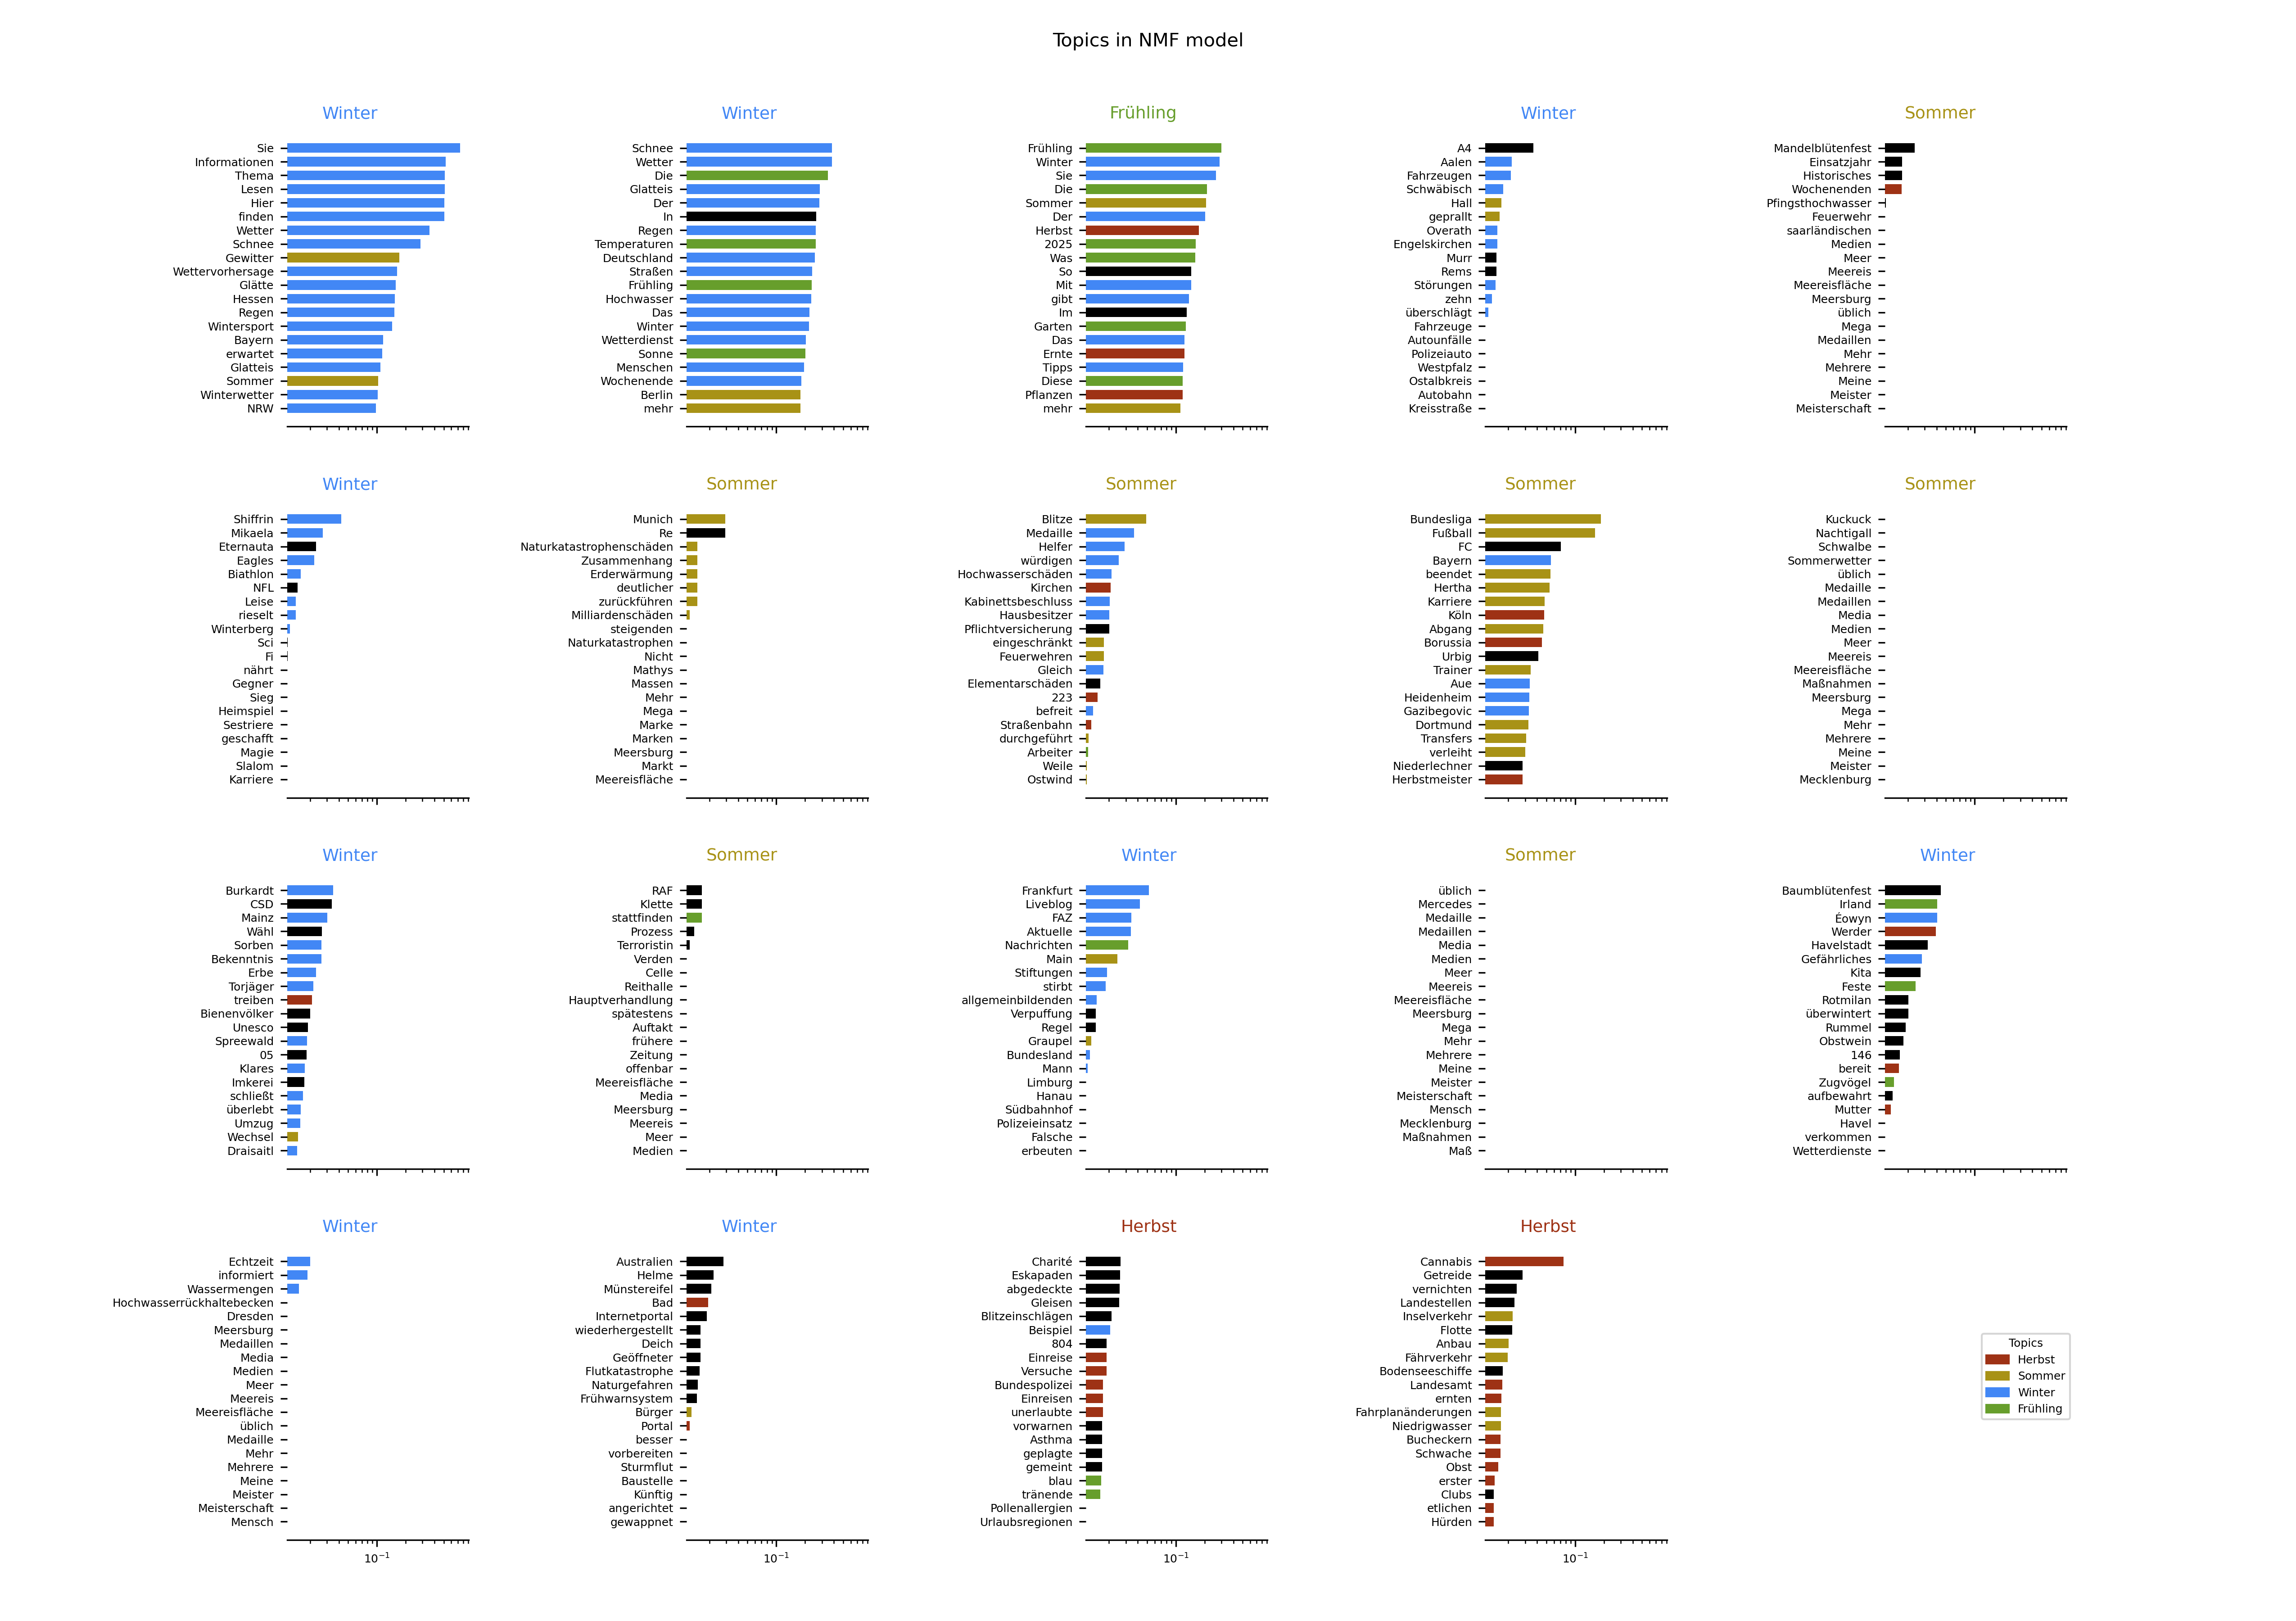 Topics in NMF model
Winter
Sie
Informationen
Thema
Lesen
Hier
finden
Wetter
Schnee
Gewitter
Wettervorhersage
Glätte
Hessen
Regen
Wintersport
Bayern
erwartet
Glatteis
Sommer
Winterwetter
NRW
Winter
Schnee
Wetter
Die
Glatteis
Der
In
Regen
Temperaturen
Deutschland
Straßen
Frühling
Hochwasser
Das
Winter
Wetterdienst
Sonne
Menschen
Wochenende
Berlin
mehr
Frühling
Frühling
Winter
Sie
Die
Sommer
Der
Herbst
2025
Was
So
Mit
gibt
Im
Garten
Das
Ernte
Tipps
Diese
Pflanzen
mehr
Winter
A4
Aalen
Fahrzeugen
Schwäbisch
Hall
geprallt
Overath
Engelskirchen
Murr
Rems
Störungen
zehn
überschlägt
Fahrzeuge
Autounfälle
Polizeiauto
Westpfalz
Ostalbkreis
Autobahn
Kreisstraße
Sommer
Mandelblütenfest
Einsatzjahr
Historisches
Wochenenden
Pfingsthochwasser
Feuerwehr
saarländischen
Medien
Meer
Meereis
Meereisfläche
Meersburg
üblich
Mega
Medaillen
Mehr
Mehrere
Meine
Meister
Meisterschaft
Winter
Shiffrin
Mikaela
Eternauta
Eagles
Biathlon
NFL
Leise
rieselt
Winterberg
Sci
Fi
nährt
Gegner
Sieg
Heimspiel
Sestriere
geschafft
Magie
Slalom
Karriere
Sommer
Munich
Re
Naturkatastrophenschäden
Zusammenhang
Erderwärmung
deutlicher
zurückführen
Milliardenschäden
steigenden
Naturkatastrophen
Nicht
Mathys
Massen
Mehr
Mega
Marke
Marken
Meersburg
Markt
Meereisfläche
Sommer
Blitze
Medaille
Helfer
würdigen
Hochwasserschäden
Kirchen
Kabinettsbeschluss
Hausbesitzer
Pflichtversicherung
eingeschränkt
Feuerwehren
Gleich
Elementarschäden
223
befreit
Straßenbahn
durchgeführt
Arbeiter
Weile
Ostwind
Sommer
Bundesliga
Fußball
FC
Bayern
beendet
Hertha
Karriere
Köln
Abgang
Borussia
Urbig
Trainer
Aue
Heidenheim
Gazibegovic
Dortmund
Transfers
verleiht
Niederlechner
Herbstmeister
Sommer
Kuckuck
Nachtigall
Schwalbe
Sommerwetter
üblich
Medaille
Medaillen
Media
Medien
Meer
Meereis
Meereisfläche
Maßnahmen
Meersburg
Mega
Mehr
Mehrere
Meine
Meister
Mecklenburg
Winter
Burkardt
CSD
Mainz
Wähl
Sorben
Bekenntnis
Erbe
Torjäger
treiben
Bienenvölker
Unesco
Spreewald
05
Klares
Imkerei
schließt
überlebt
Umzug
Wechsel
Draisaitl
Sommer
RAF
Klette
stattfinden
Prozess
Terroristin
Verden
Celle
Reithalle
Hauptverhandlung
spätestens
Auftakt
frühere
Zeitung
offenbar
Meereisfläche
Media
Meersburg
Meereis
Meer
Medien
Winter
Frankfurt
Liveblog
FAZ
Aktuelle
Nachrichten
Main
Stiftungen
stirbt
allgemeinbildenden
Verpuffung
Regel
Graupel
Bundesland
Mann
Limburg
Hanau
Südbahnhof
Polizeieinsatz
Falsche
erbeuten
Sommer
üblich
Mercedes
Medaille
Medaillen
Media
Medien
Meer
Meereis
Meereisfläche
Meersburg
Mega
Mehr
Mehrere
Meine
Meister
Meisterschaft
Mensch
Mecklenburg
Maßnahmen
Maß
Winter
Baumblütenfest
Irland
Éowyn
Werder
Havelstadt
Gefährliches
Kita
Feste
Rotmilan
überwintert
Rummel
Obstwein
146
bereit
Zugvögel
aufbewahrt
Mutter
Havel
verkommen
Wetterdienste
Winter
Echtzeit
informiert
Wassermengen
Hochwasserrückhaltebecken
Dresden
Meersburg
Medaillen
Media
Medien
Meer
Meereis
Meereisfläche
üblich
Medaille
Mehr
Mehrere
Meine
Meister
Meisterschaft
Mensch
10⁻¹
Winter
Australien
Helme
Münstereifel
Bad
Internetportal
wiederhergestellt
Deich
Geöffneter
Flutkatastrophe
Naturgefahren
Frühwarnsystem
Bürger
Portal
besser
vorbereiten
Sturmflut
Baustelle
Künftig
angerichtet
gewappnet
10⁻¹
Herbst
Charité
Eskapaden
abgedeckte
Gleisen
Blitzeinschlägen
Beispiel
804
Einreise
Versuche
Bundespolizei
Einreisen
unerlaubte
vorwarnen
Asthma
geplagte
gemeint
blau
tränende
Pollenallergien
Urlaubsregionen
10⁻¹
Herbst
Cannabis
Getreide
vernichten
Landestellen
Inselverkehr
Flotte
Anbau
Fährverkehr
Bodenseeschiffe
Landesamt
ernten
Fahrplanänderungen
Niedrigwasser
Bucheckern
Schwache
Obst
erster
Clubs
etlichen
Hürden
10⁻¹
Topics
Herbst
Sommer
Winter
Frühling